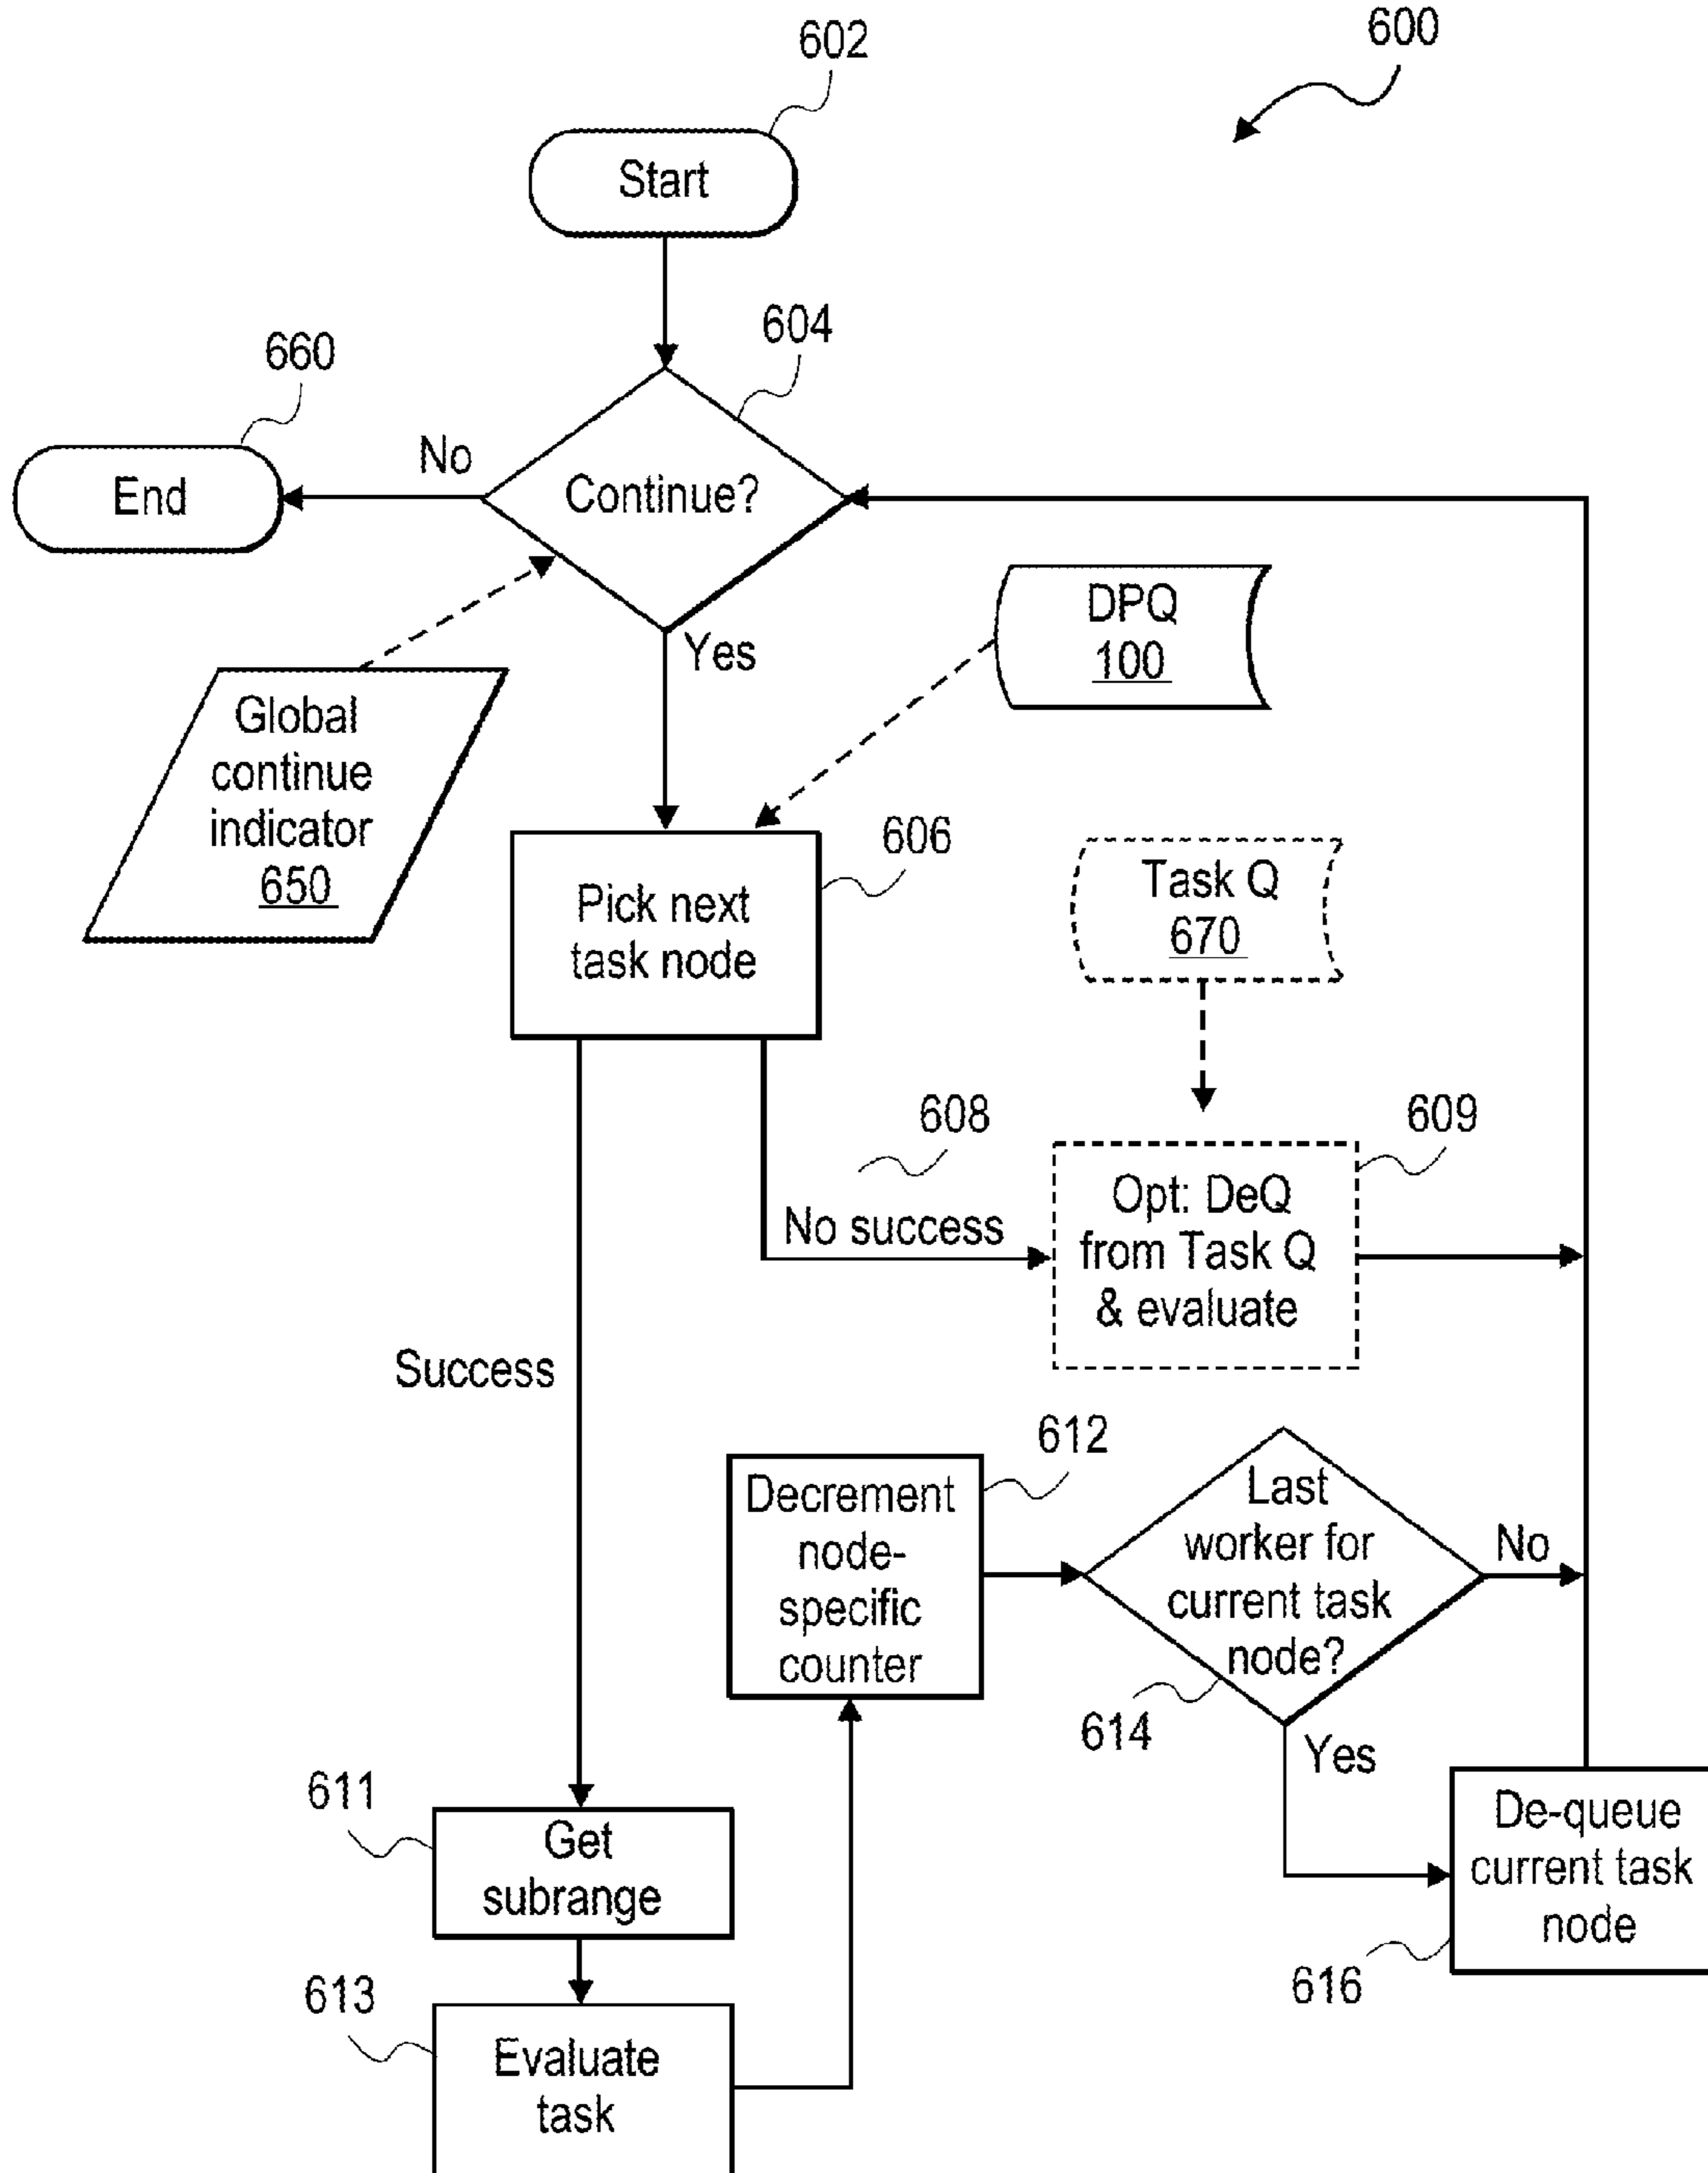 600
602
Start
604
660
No
End
Continue?
Yes
DPQ
100
Global
continue
indicator
650
606
Pick next
task node
Task Q
670
608
609
No success
Opt: DeQ
from Task Q
& evaluate
Success
612
Decrement
node-
specific
counter
Last
worker for
current task
node?
No
614
Yes
611
Get
subrange
De-queue
current task
node
616
613
Evaluate
task